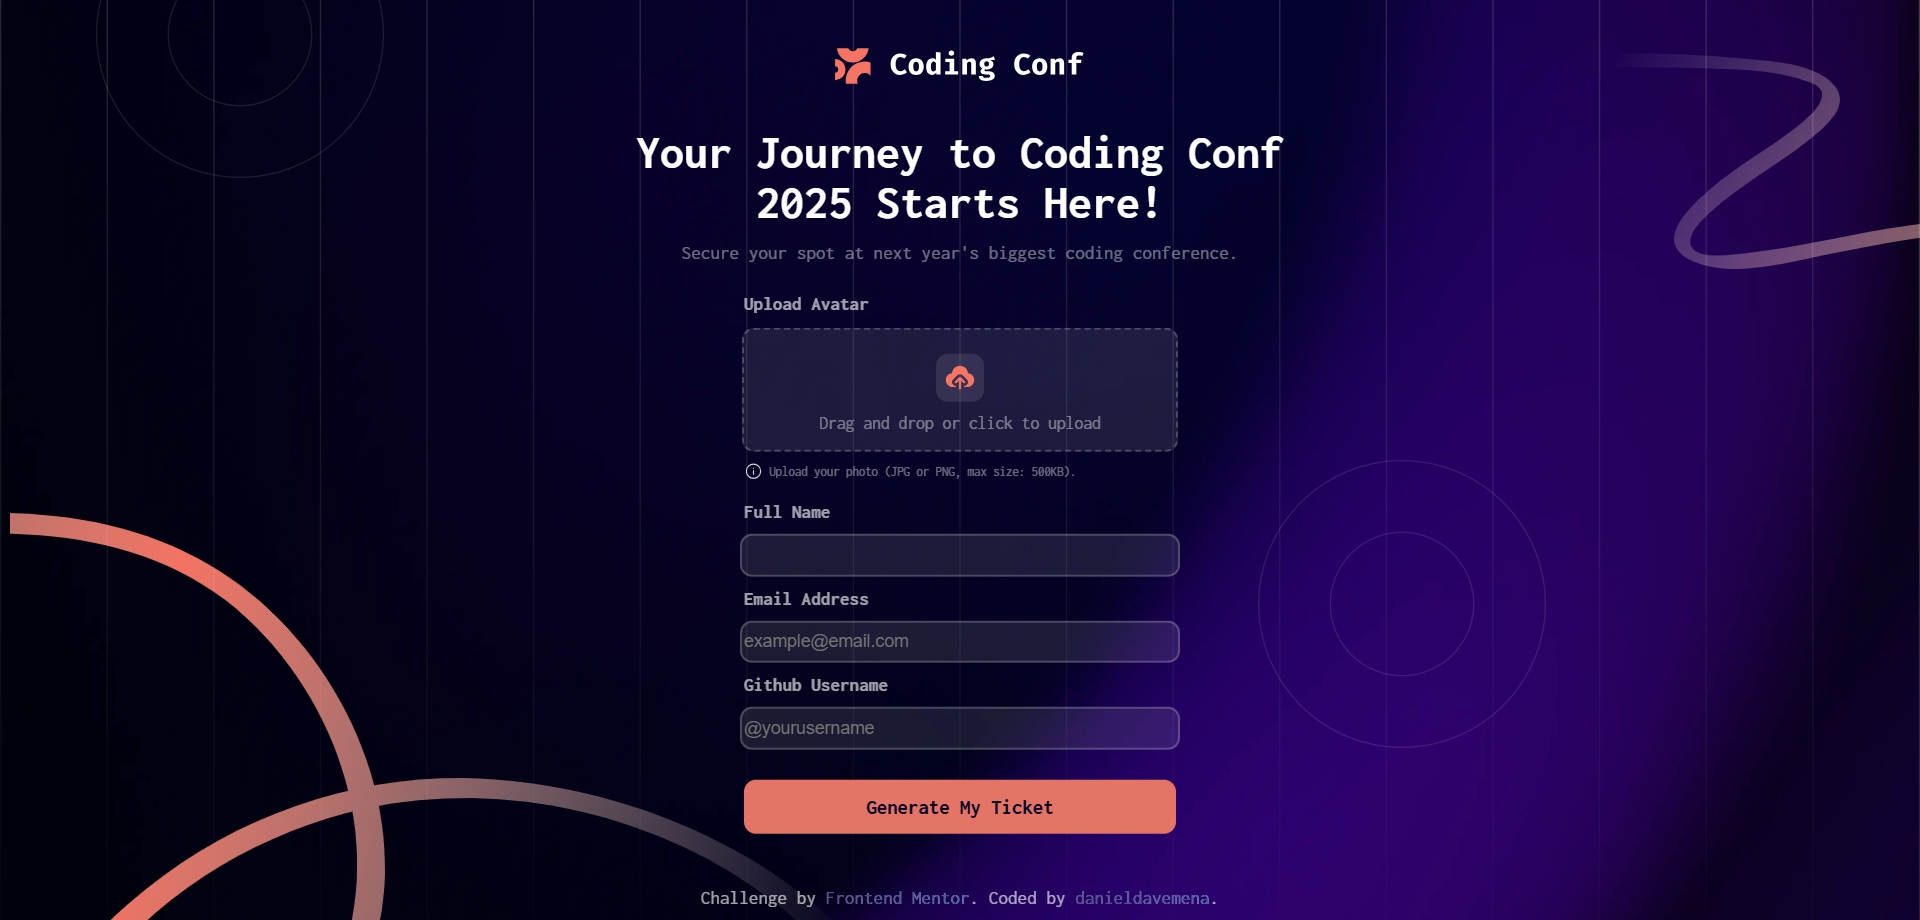 Coding Conf
Your Journey to Coding Conf
2025 Starts Here!
Secure your spot at next year's biggest coding conference.
Upload Avatar
Drag and drop or click to upload
Upload your photo (JPG or PNG, max size: 500KB).
Full Name
Email Address
example@email.com
Github Username
@yourusername
Generate My Ticket
Challenge by Frontend Mentor. Coded by danieldavemena.